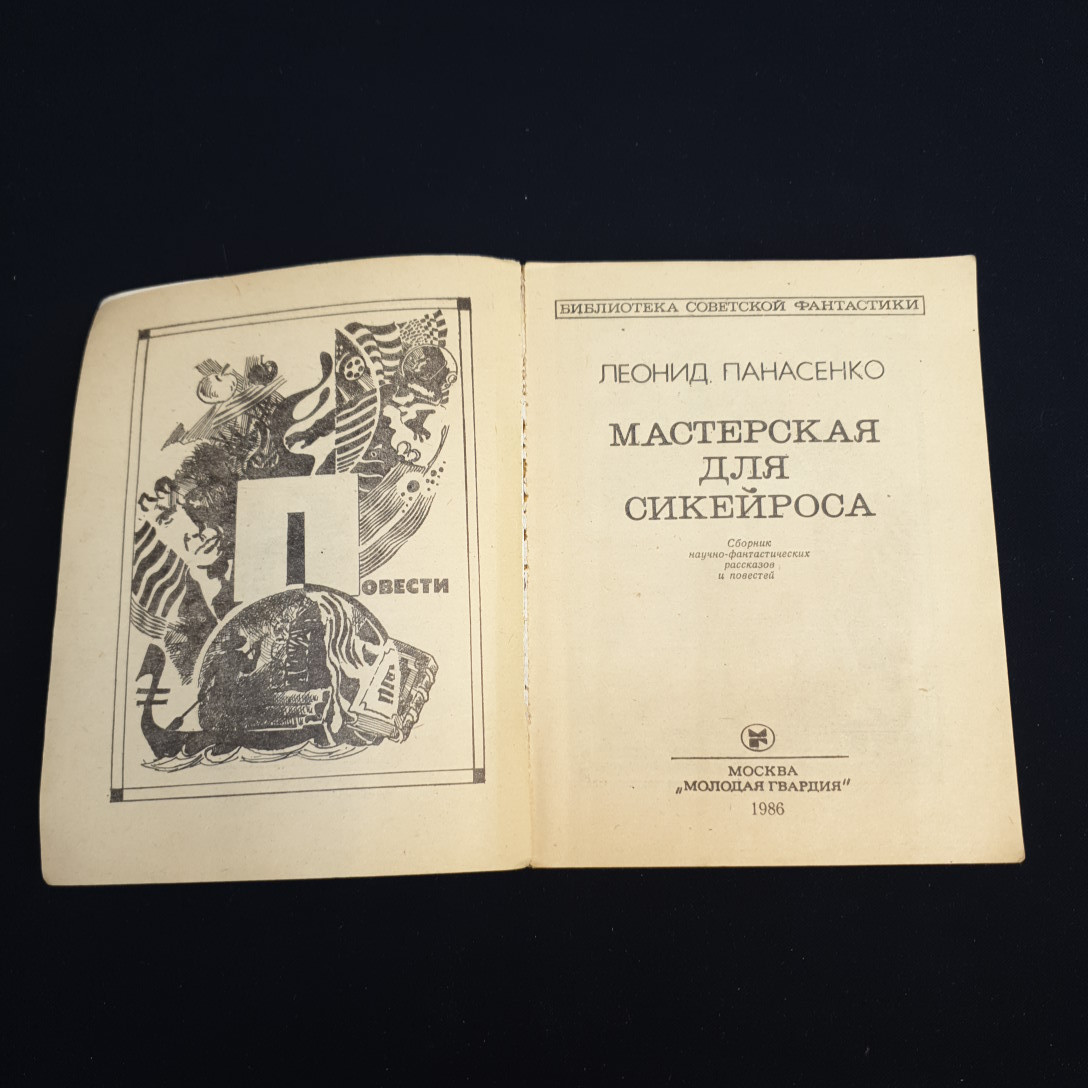 ПОВЕСТИ
БИБЛИОТЕКА СОВЕТСКОЙ ФАНТАСТИКИ
ЛЕОНИД ПАНАСЕНКО
МАСТЕРСКАЯ
ДЛЯ
СИКЕЙРОСА
Сборник
научно-фантастических
рассказов
и повестей
МОСКВА
„МОЛОДАЯ ГВАРДИЯ"
1986